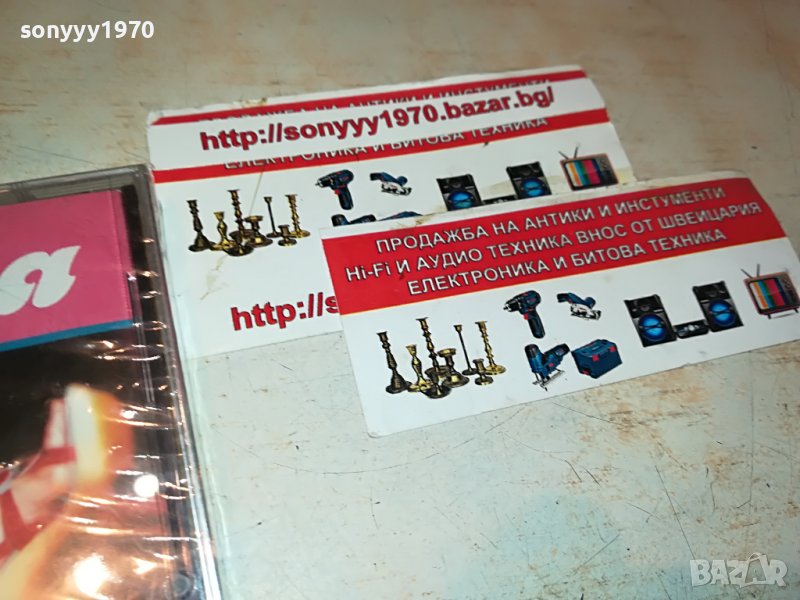 sonyyy1970
http://sonyyy1970.bazar.bg/
ЕЛЕКТРОНИКА И БИТОВА ТЕХНИКА
http://s
ПРОДАЖБА НА АНТИКИ И ИНСТУМЕНТИ
Hi-Fi И АУДИО ТЕХНИКА ВНОС ОТ ШВЕЙЦАРИЯ
ЕЛЕКТРОНИКА И БИТОВА ТЕХНИКА
a
BAZAR